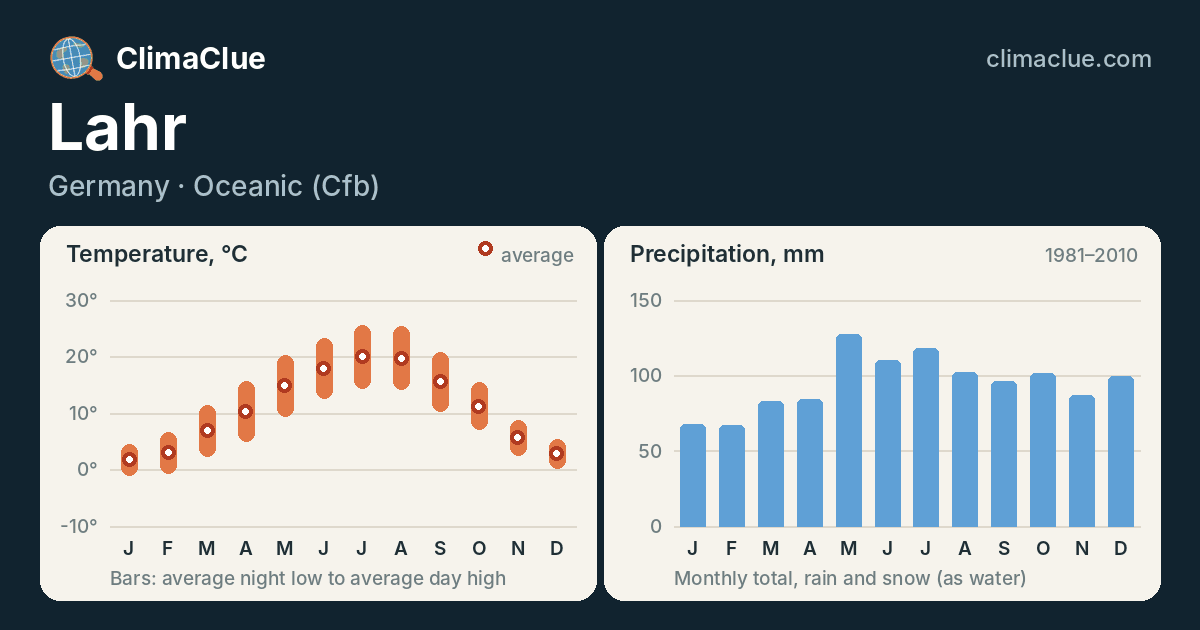 ClimaClue
climaclue.com
Lahr
Germany · Oceanic (Cfb)
Temperature, °C
average
30°
20°
10°
0°
-10°
J F M A M J J A S O N D
Bars: average night low to average day high
Precipitation, mm
1981–2010
150
100
50
0
J F M A M J J A S O N D
Monthly total, rain and snow (as water)